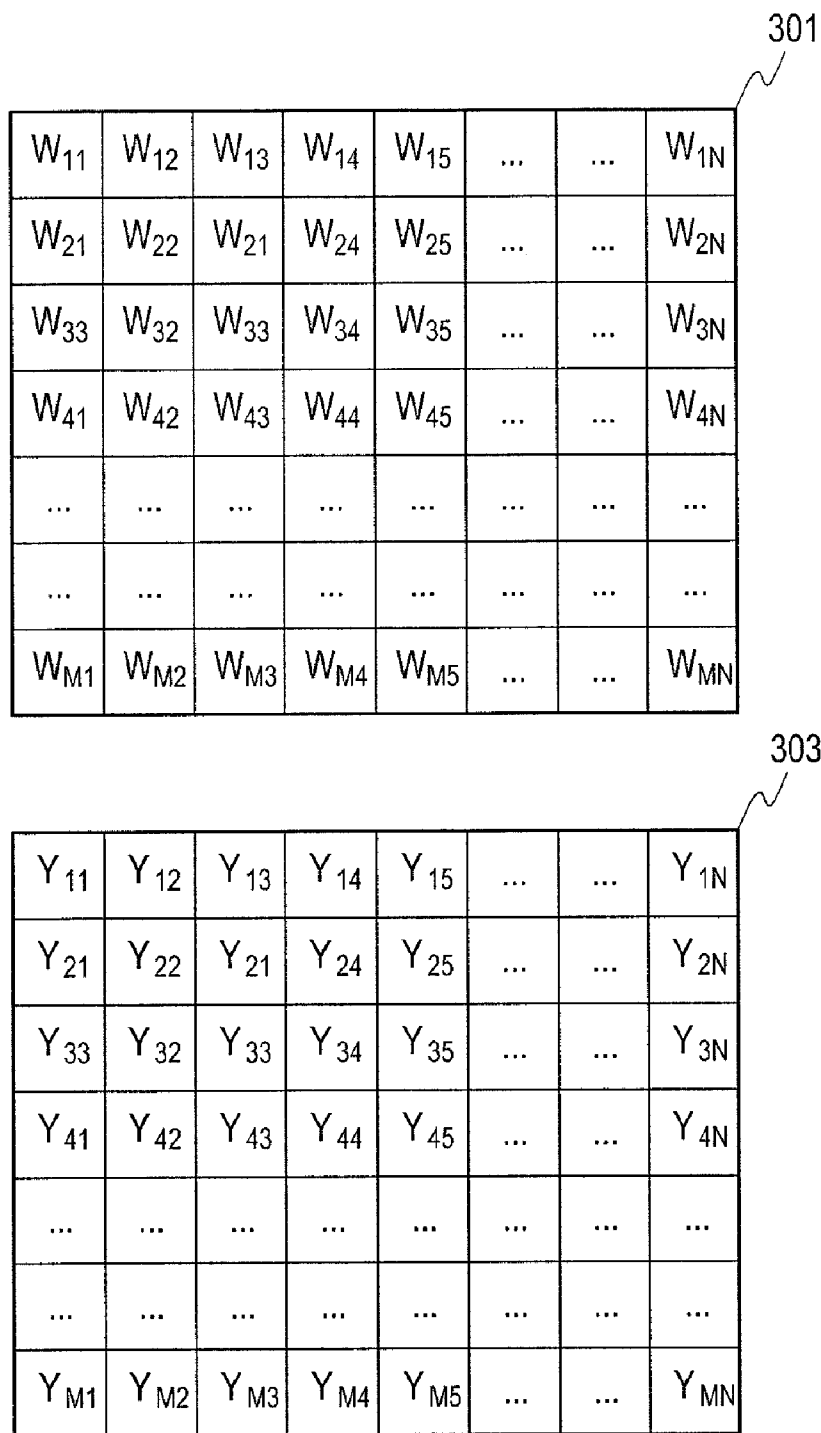 301
W11 W12 W13 W14 W15 ... ... W1N
W21 W22 W21 W24 W25 ... ... W2N
W33 W32 W33 W34 W35 ... ... W3N
W41 W42 W43 W44 W45 ... ... W4N
... ... ... ... ... ... ... ...
... ... ... ... ... ... ... ...
WM1 WM2 WM3 WM4 WM5 ... ... WMN
303
Y11 Y12 Y13 Y14 Y15 ... ... Y1N
Y21 Y22 Y21 Y24 Y25 ... ... Y2N
Y33 Y32 Y33 Y34 Y35 ... ... Y3N
Y41 Y42 Y43 Y44 Y45 ... ... Y4N
... ... ... ... ... ... ... ...
... ... ... ... ... ... ... ...
YM1 YM2 YM3 YM4 YM5 ... ... YMN